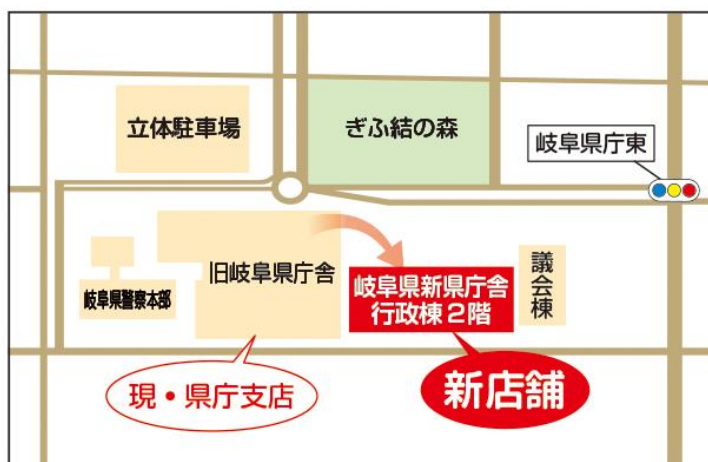 立体駐車場
ぎふ結の森
岐阜県庁東
旧岐阜県庁舎
岐阜県警察本部
岐阜県新県庁舎
行政棟2階
議会棟
現・県庁支店
新店舗